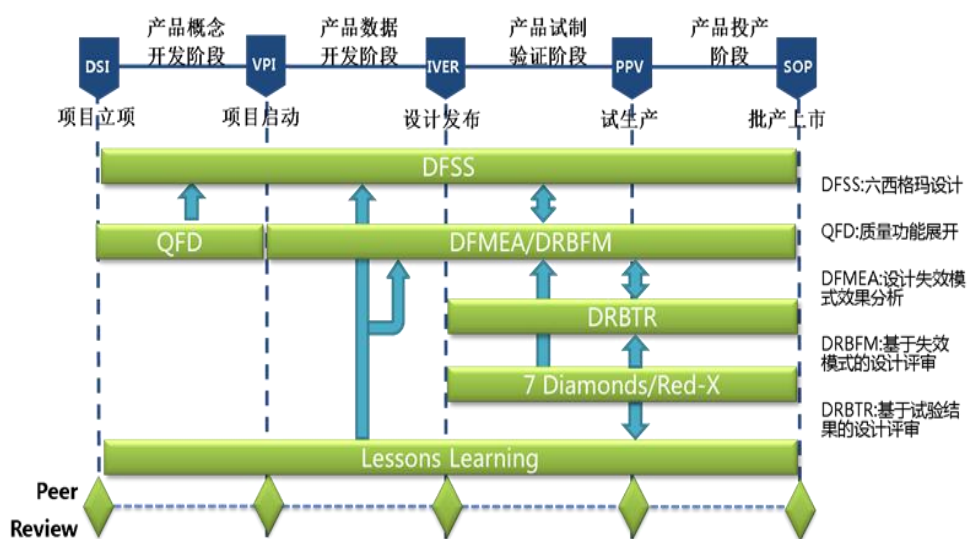 产品概念
开发阶段
产品数据
开发阶段
产品试制
验证阶段
产品投产
阶段
DSI
VPI
IVER
PPV
SOP
项目立项
项目启动
设计发布
试生产
批产上市
DFSS
DFSS:六西格玛设计
QFD
DFMEA/DRBFM
QFD:质量功能展开
DFMEA:设计失效模
式效果分析
DRBTR
DRBFM:基于失效
模式的设计评审
7 Diamonds/Red-X
DRBTR:基于试验结
果的设计评审
Lessons Learning
Peer
Review